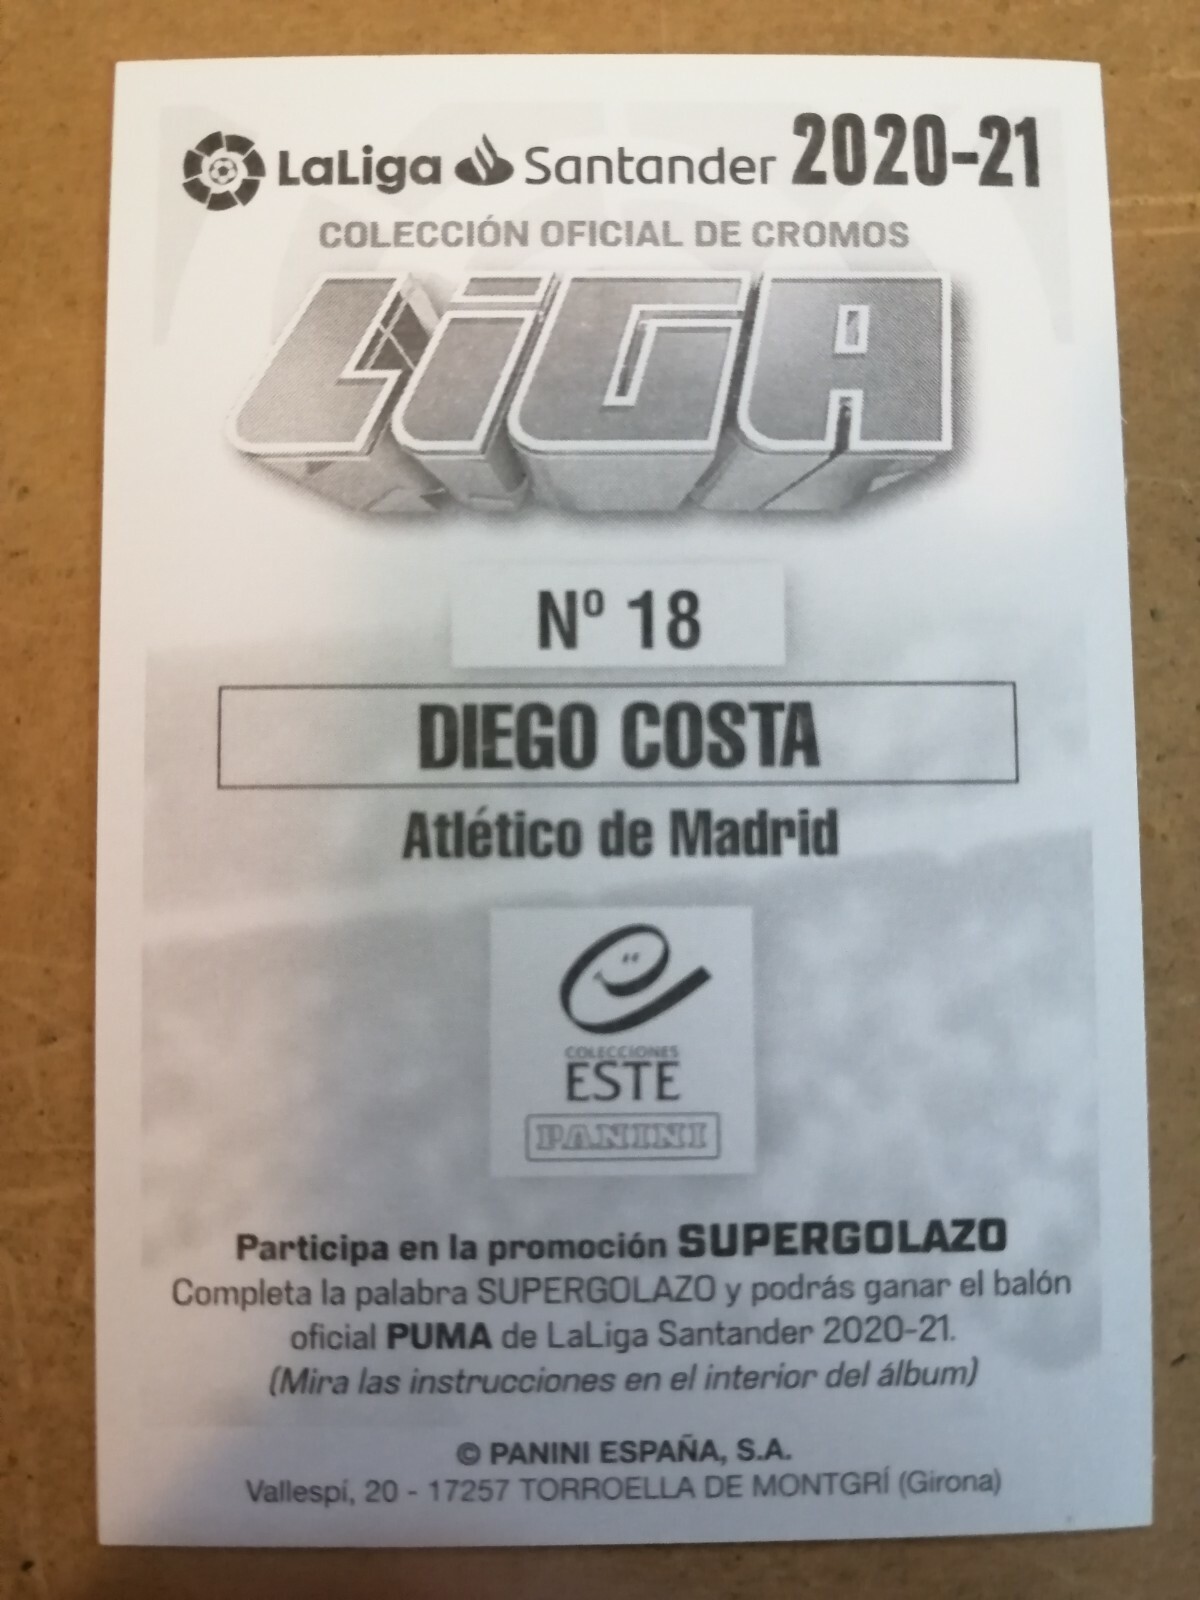 LaLiga Santander 2020-21
COLECCIÓN OFICIAL DE CROMOS
LiGA
Nº 18
DIEGO COSTA
Atlético de Madrid
COLECCIONES
ESTE
PANINI
Participa en la promoción SUPERGOLAZO
Completa la palabra SUPERGOLAZO y podrás ganar el balón
oficial PUMA de LaLiga Santander 2020-21.
(Mira las instrucciones en el interior del álbum)
© PANINI ESPAÑA, S.A.
Vallespí, 20 - 17257 TORROELLA DE MONTGRÍ (Girona)